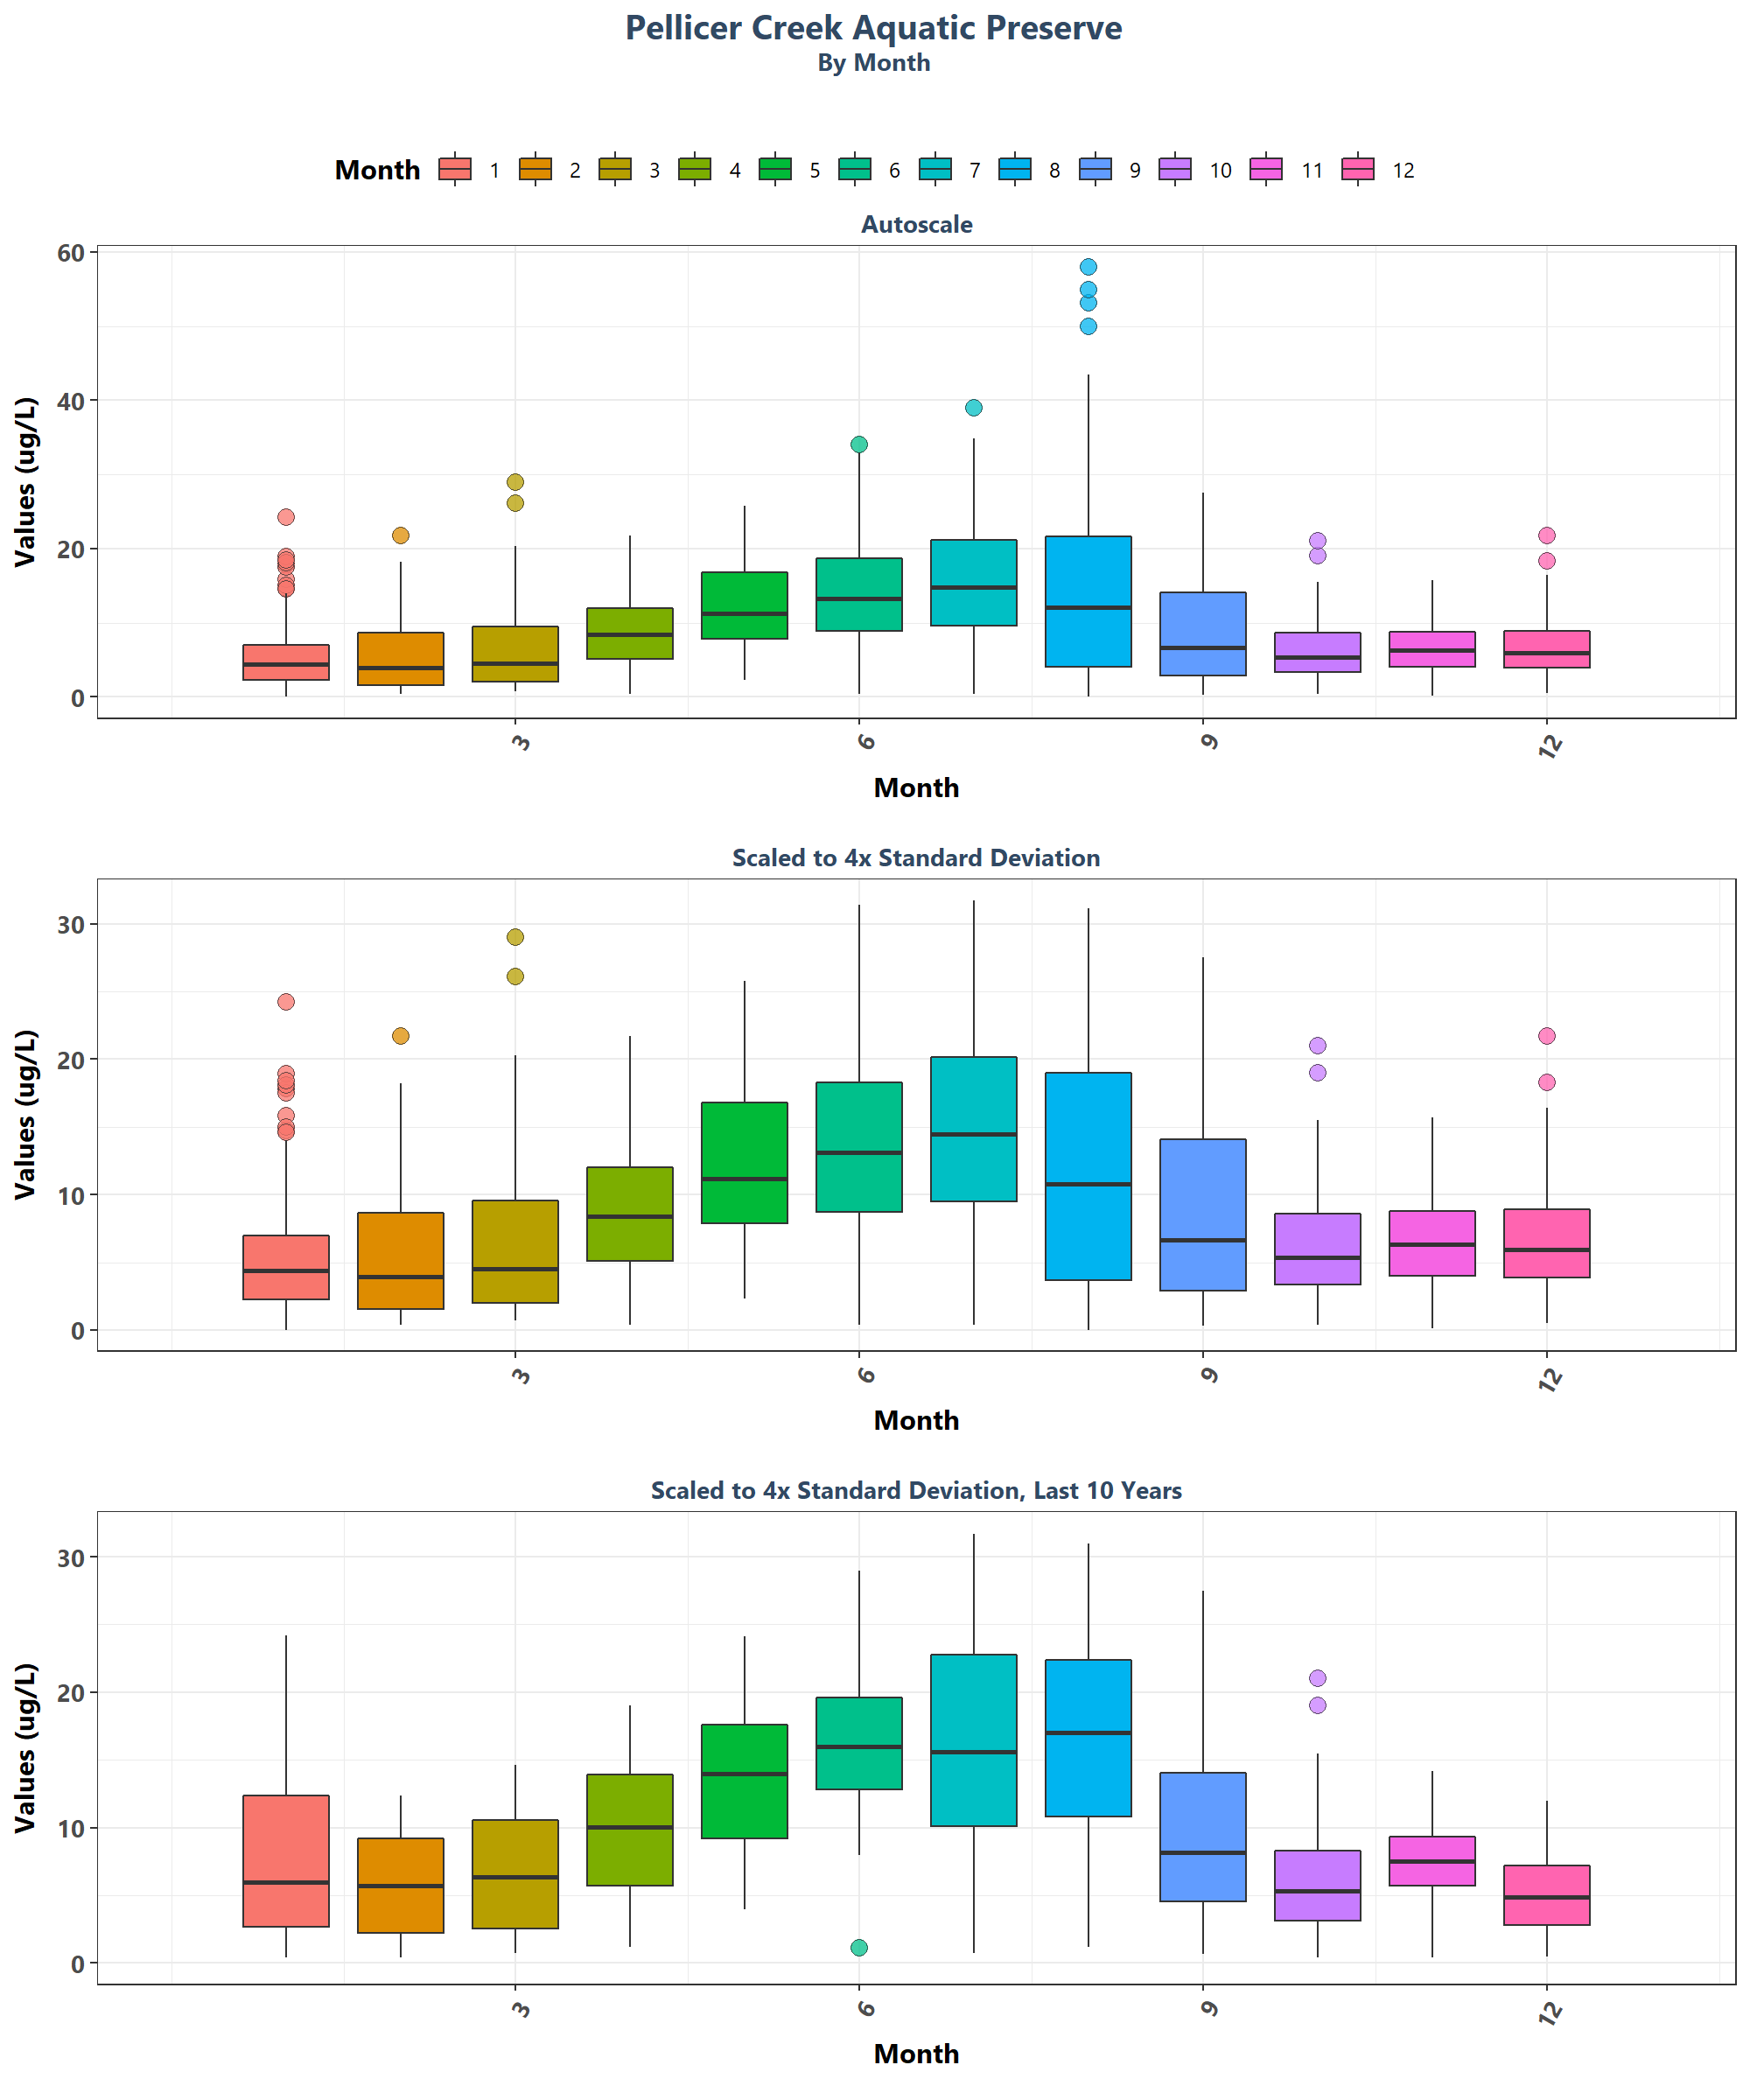 Pellicer Creek Aquatic Preserve
By Month
Month 1 2 3 4 5 6 7 8 9 10 11 12
Autoscale
Values (ug/L)
60
40
20
0
3 6 9 12
Month
Scaled to 4x Standard Deviation
Values (ug/L)
30
20
10
0
3 6 9 12
Month
Scaled to 4x Standard Deviation, Last 10 Years
Values (ug/L)
30
20
10
0
3 6 9 12
Month